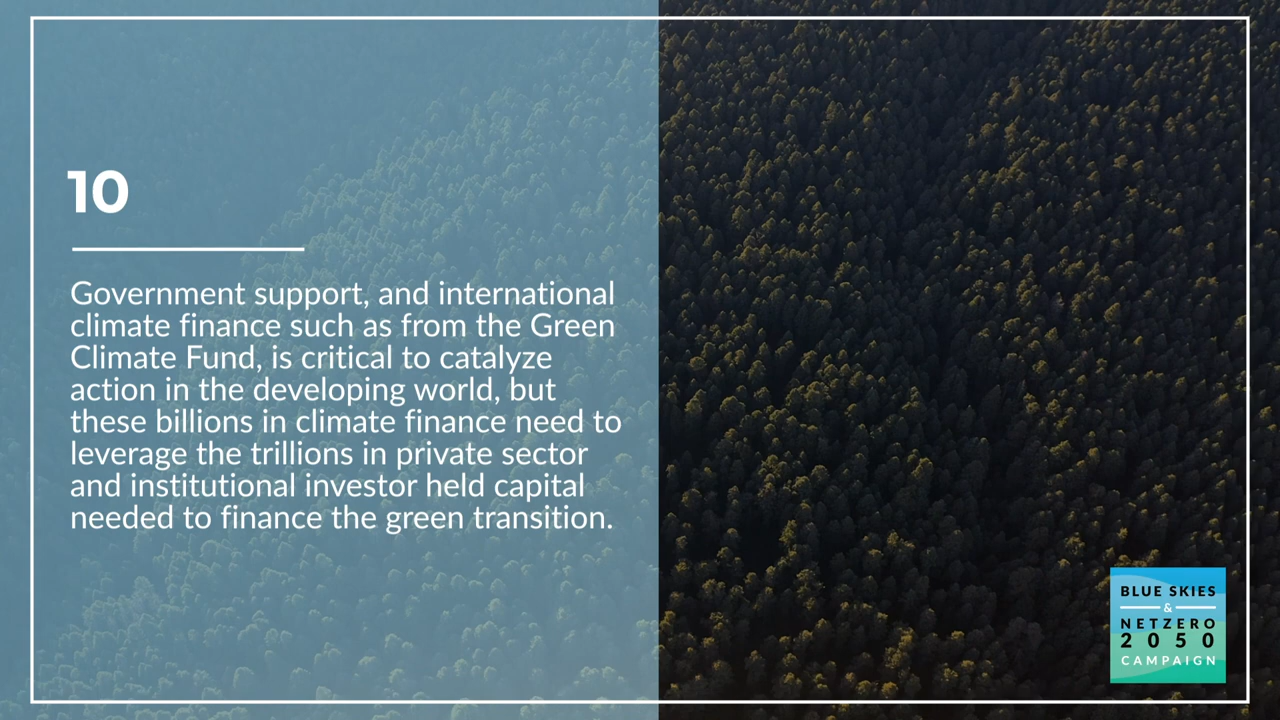 10
Government support, and international
climate finance such as from the Green
Climate Fund, is critical to catalyze
action in the developing world, but
these billions in climate finance need to
leverage the trillions in private sector
and institutional investor held capital
needed to finance the green transition.
BLUE SKIES
&
NETZERO
2050
CAMPAIGN